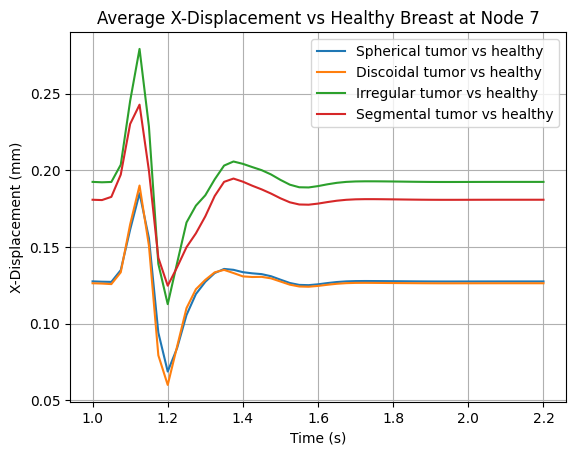 Average X-Displacement vs Healthy Breast at Node 7
Spherical tumor vs healthy
Discoidal tumor vs healthy
Irregular tumor vs healthy
Segmental tumor vs healthy
X-Displacement (mm)
0.25
0.20
0.15
0.10
0.05
1.0 1.2 1.4 1.6 1.8 2.0 2.2
Time (s)